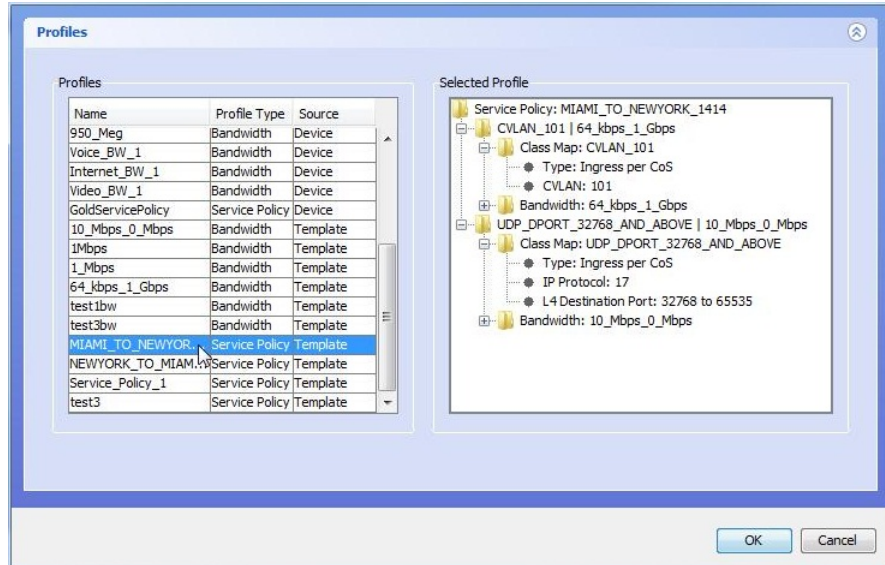 Profiles
Profiles
Name Profile Type Source
950_Meg Bandwidth Device
Voice_BW_1 Bandwidth Device
Internet_BW_1 Bandwidth Device
Video_BW_1 Bandwidth Device
GoldServicePolicy Service Policy Device
10_Mbps_0_Mbps Bandwidth Template
1Mbps Bandwidth Template
1_Mbps Bandwidth Template
64_kbps_1_Gbps Bandwidth Template
test1bw Bandwidth Template
test3bw Bandwidth Template
MIAMI_TO_NEWYOR... Service Policy Template
NEWYORK_TO_MIAM... Service Policy Template
Service_Policy_1 Service Policy Template
test3 Service Policy Template
Selected Profile
Service Policy: MIAMI_TO_NEWYORK_1414
CVLAN_101 | 64_kbps_1_Gbps
Class Map: CVLAN_101
Type: Ingress per CoS
CVLAN: 101
Bandwidth: 64_kbps_1_Gbps
UDP_DPORT_32768_AND_ABOVE | 10_Mbps_0_Mbps
Class Map: UDP_DPORT_32768_AND_ABOVE
Type: Ingress per CoS
IP Protocol: 17
L4 Destination Port: 32768 to 65535
Bandwidth: 10_Mbps_0_Mbps
OK Cancel